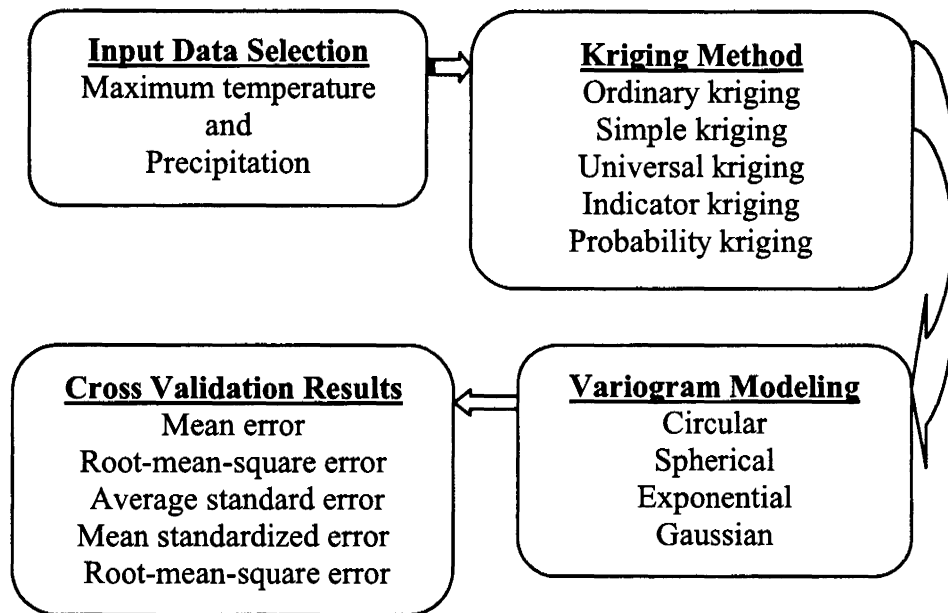 Input Data Selection
Maximum temperature
and
Precipitation
Kriging Method
Ordinary kriging
Simple kriging
Universal kriging
Indicator kriging
Probability kriging
Variogram Modeling
Circular
Spherical
Exponential
Gaussian
Cross Validation Results
Mean error
Root-mean-square error
Average standard error
Mean standardized error
Root-mean-square error